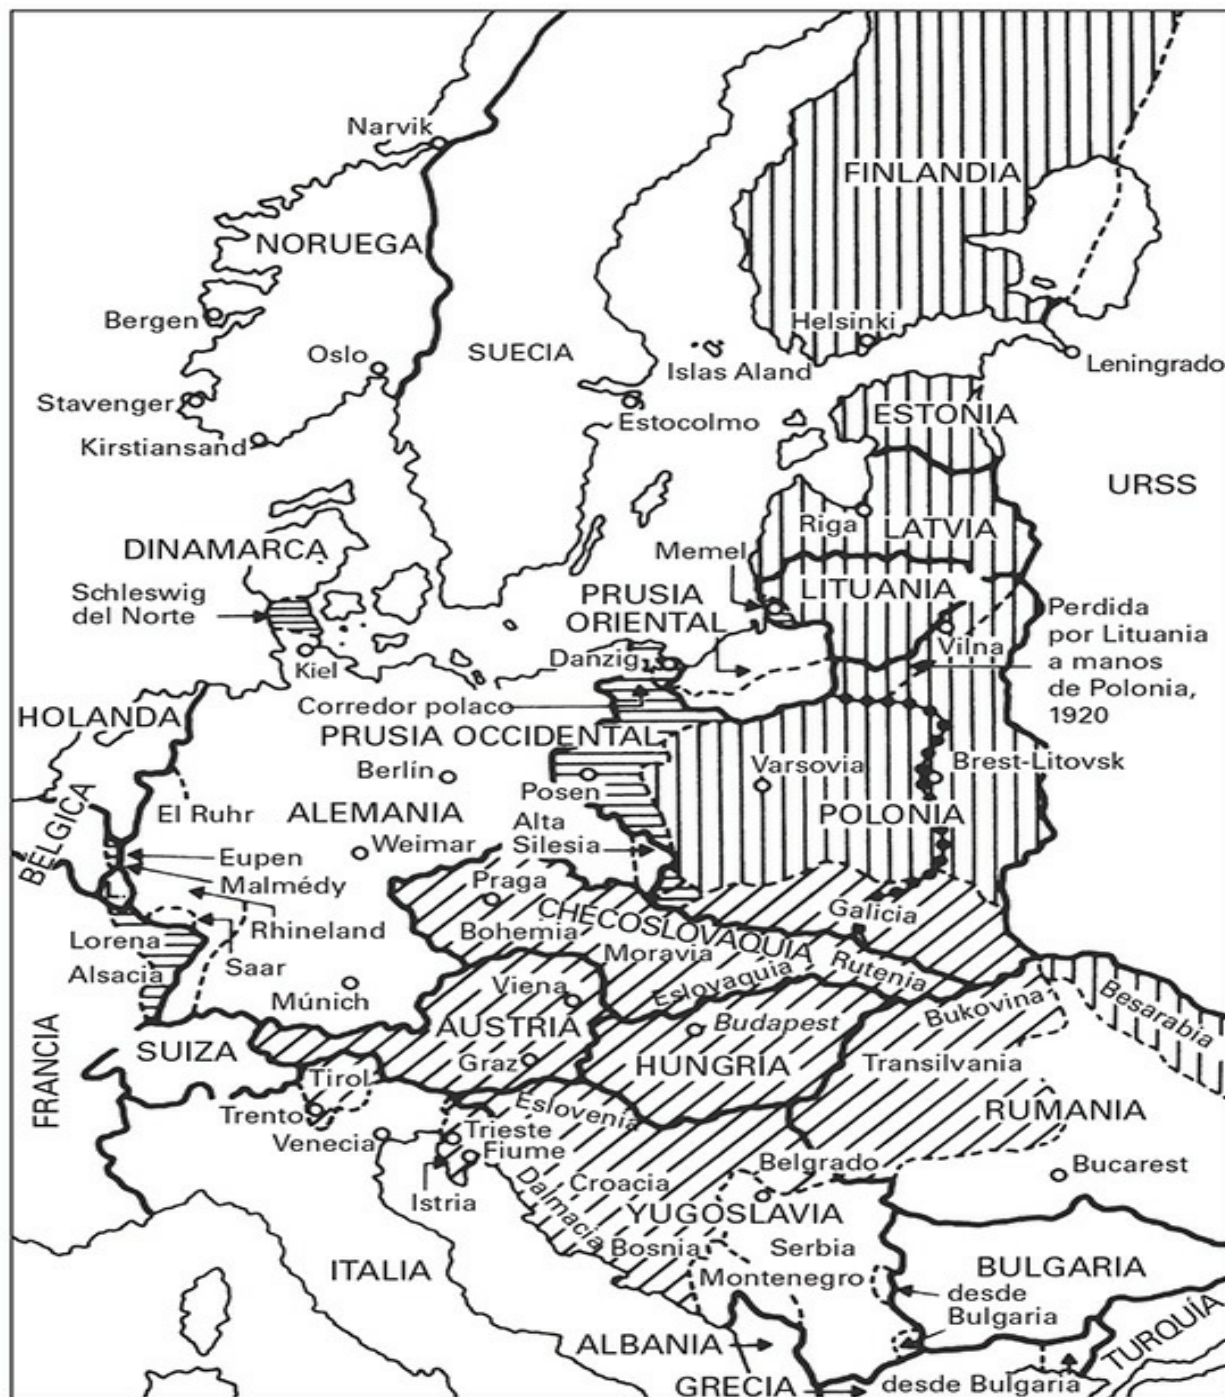 Narvik
FINLANDIA
NORUEGA
Bergen
Helsinki
Oslo
SUECIA
Islas Aland
Leningrado
Stavenger
Estocolmo
ESTONIA
Kirstiansand
URSS
Riga
LATVIA
DINAMARCA
Memel
Schleswig
del Norte
PRUSIA
ORIENTAL
LITUANIA
Perdida
por Lituania
a manos
de Polonia,
1920
Vilna
Kiel
Danzig
Corredor polaco
HOLANDA
PRUSIA OCCIDENTAL
Berlín
Varsovia
Brest-Litovsk
Posen
El Ruhr
ALEMANIA
POLONIA
BÉLGICA
Alta
Silesia
Weimar
Eupen
Malmédy
Praga
CHECOSLOVAQUIA
Galicia
Rhineland
Bohemia
Lorena
Moravia
Alsacia
Saar
Eslovaquia
Rutenia
Múnich
Viena
Bukovina
Besarabia
FRANCIA
SUIZA
AUSTRIA
Budapest
Graz
HUNGRIA
Transilvania
Tirol
Eslovenia
RUMANIA
Trento
Venecia
Trieste
Fiume
Belgrado
Bucarest
Istria
Croacia
Dalmacia
YUGOSLAVIA
Bosnia
Serbia
ITALIA
Montenegro
BULGARIA
desde
Bulgaria
ALBANIA
TURQUÍA
GRECIA
desde Bulgaria